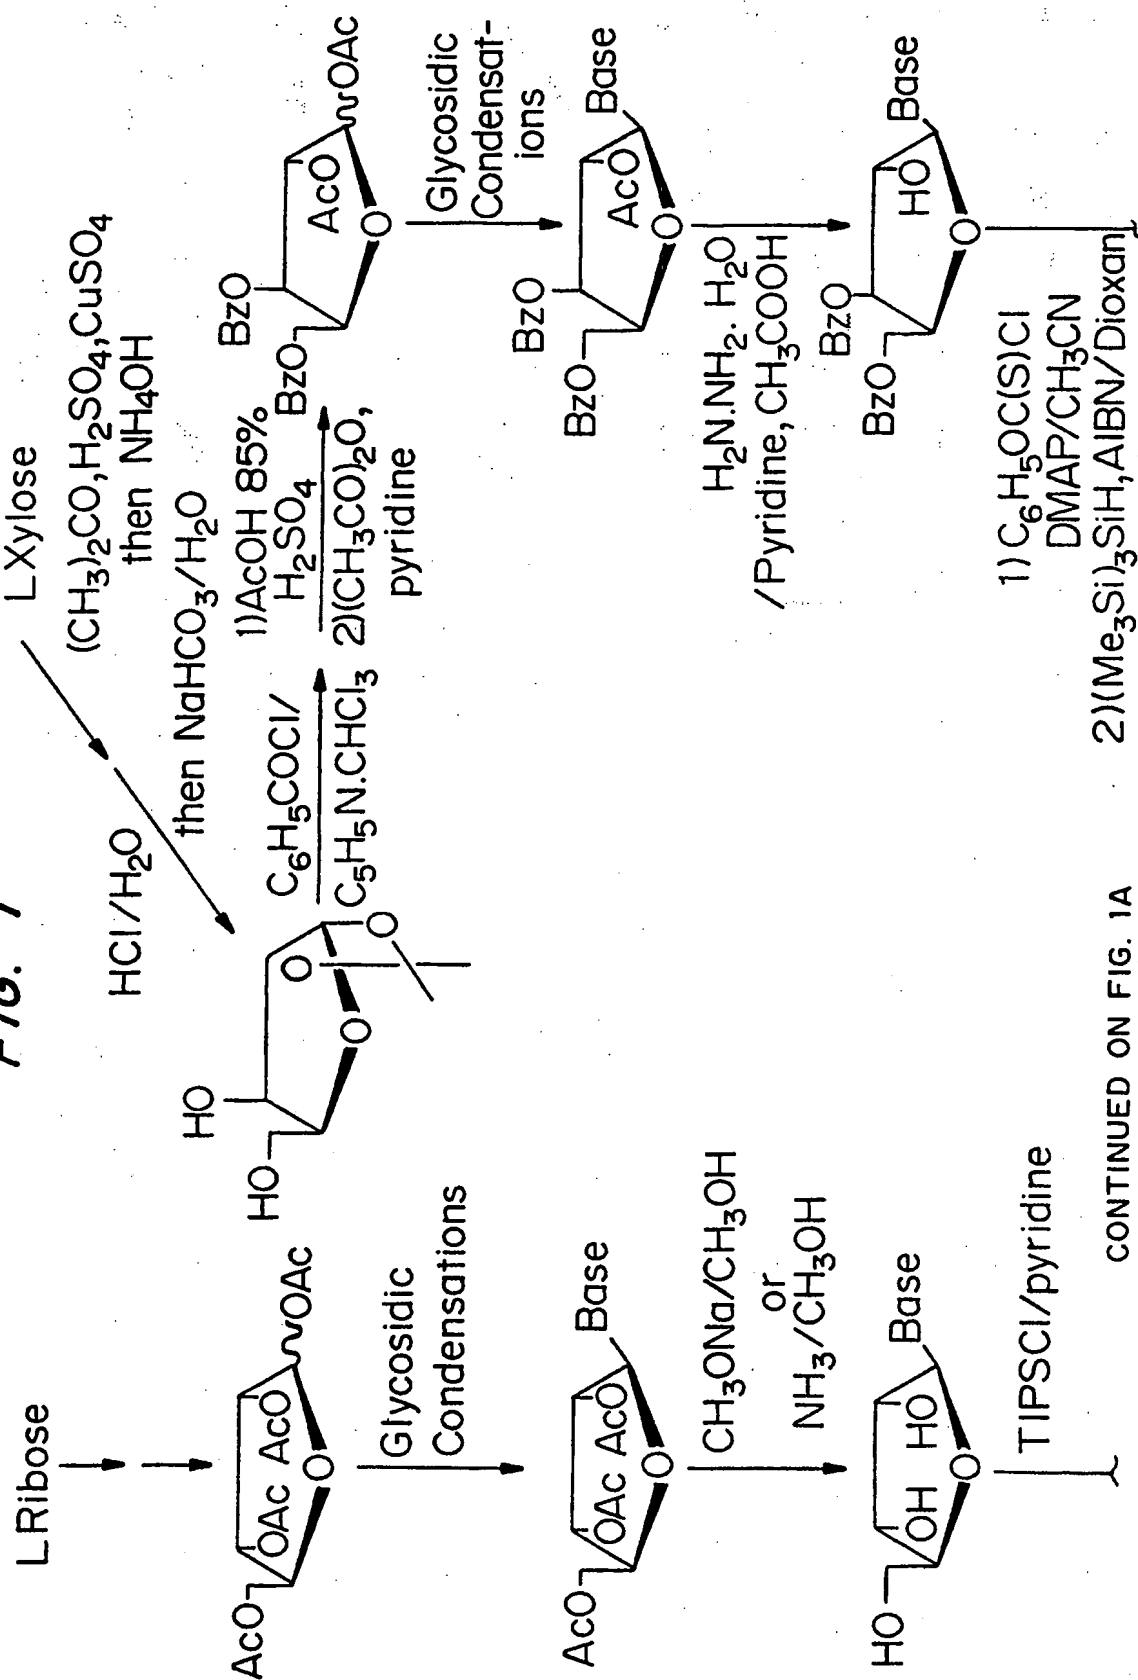 FIG. 1
LRibose
AcO
OAc AcO
OAc
O
Glycosidic
Condensations
AcO
OAc AcO
Base
O
CH3ONa/CH3OH
or
NH3/CH3OH
HO
OH HO
Base
O
TIPSCl/pyridine
LXylose
(CH3)2CO,H2SO4,CuSO4
then NH4OH
HCl/H2O
then NaHCO3/H2O
HO
HO
O
O
O
C6H5COCl/
C5H5N.CHCl3
1)AcOH 85%
H2SO4
2)(CH3CO)2O,
pyridine
BzO
BzO
AcO
OAc
O
Glycosidic
Condensat-
ions
BzO
BzO
AcO
Base
O
H2N.NH2. H2O
/Pyridine, CH3COOH
BzO
BzO
HO
Base
O
1) C6H5OC(S)Cl
DMAP/CH3CN
2)(Me3Si)3SiH,AIBN/Dioxan
CONTINUED ON FIG. 1A